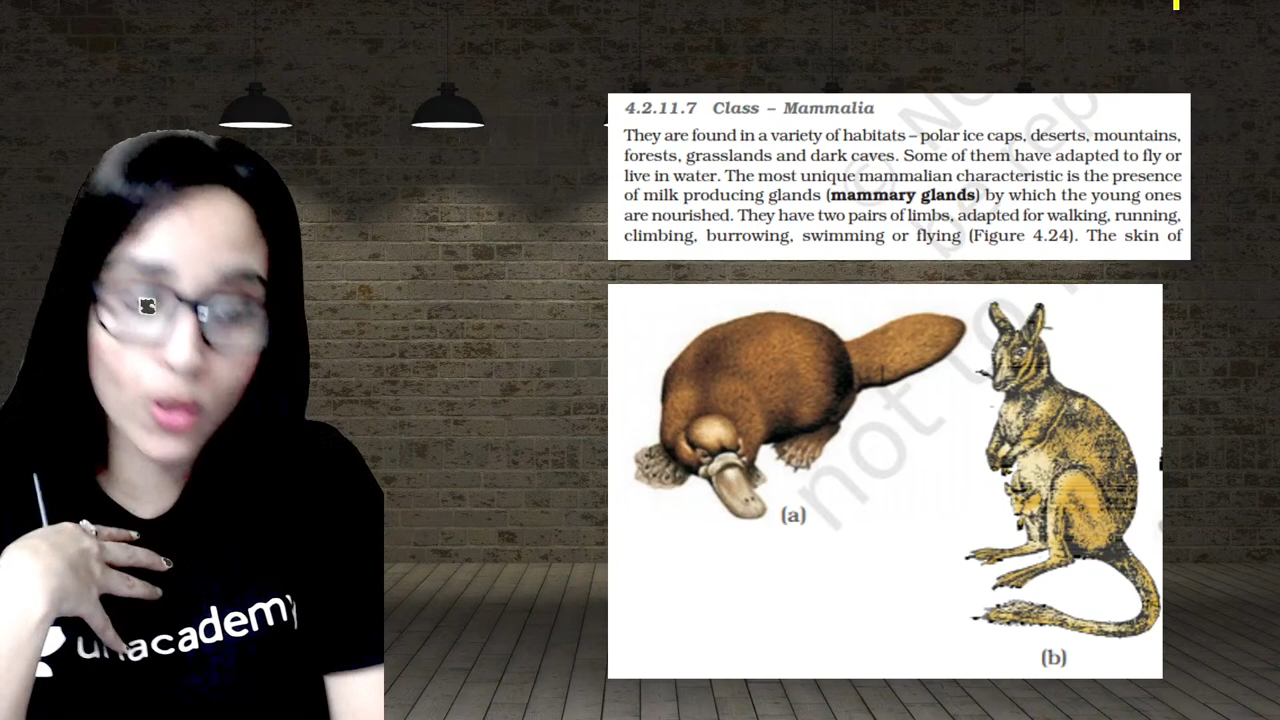 4.2.11.7 Class – Mammalia
They are found in a variety of habitats – polar ice caps, deserts, mountains,
forests, grasslands and dark caves. Some of them have adapted to fly or
live in water. The most unique mammalian characteristic is the presence
of milk producing glands (mammary glands) by which the young ones
are nourished. They have two pairs of limbs, adapted for walking, running,
climbing, burrowing, swimming or flying (Figure 4.24). The skin of
not to
be rep
(a)
(b)
unacademy